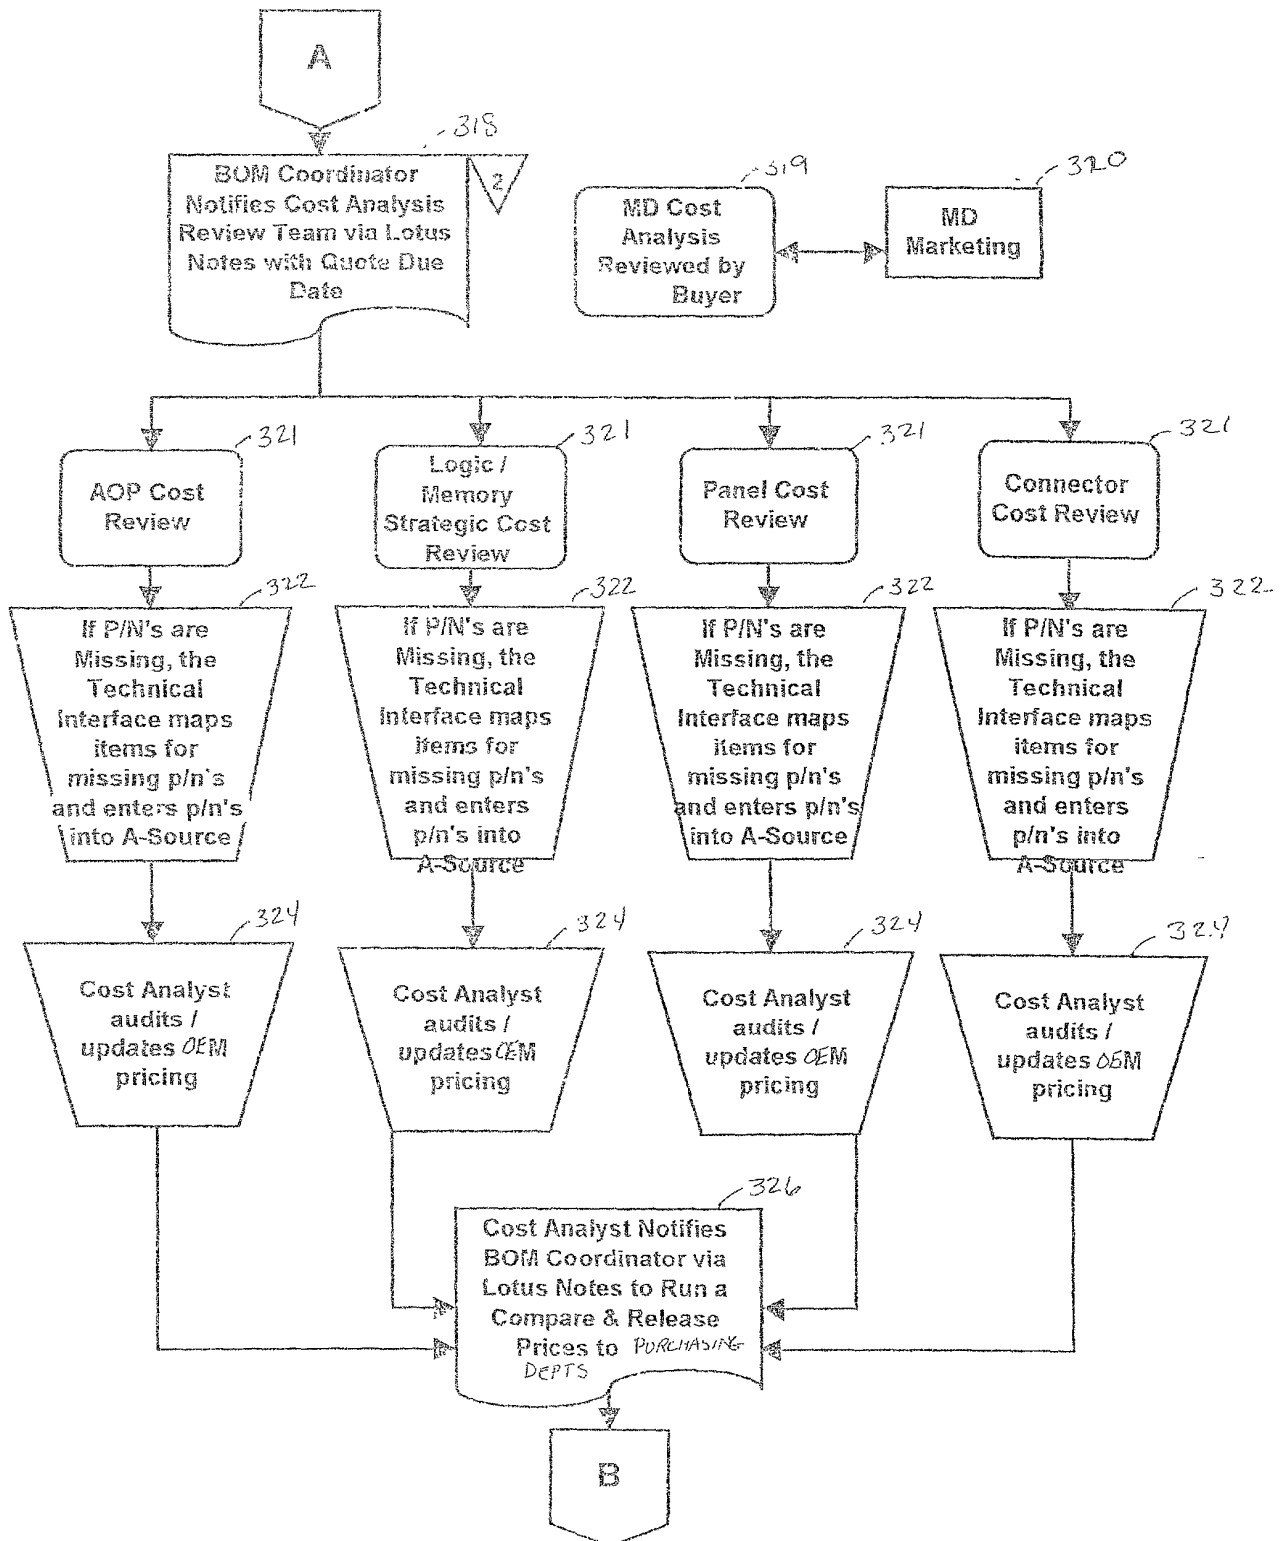 A
318
BOM Coordinator
Notifies Cost Analysis
Review Team via Lotus
Notes with Quote Due
Date
2
319
MD Cost
Analysis
Reviewed by
Buyer
320
MD
Marketing
321
AOP Cost
Review
321
Logic /
Memory
Strategic Cost
Review
321
Panel Cost
Review
321
Connector
Cost Review
322
If P/N's are
Missing, the
Technical
Interface maps
items for
missing p/n's
and enters p/n's
into A-Source
322
If P/N's are
Missing, the
Technical
Interface maps
items for
missing p/n's
and enters
p/n's into
A-Source
322
If P/N's are
Missing, the
Technical
Interface maps
items for
missing p/n's
and enters p/n's
into A-Source
322
If P/N's are
Missing, the
Technical
Interface maps
items for
missing p/n's
and enters
p/n's into
A-Source
324
Cost Analyst
audits /
updates OEM
pricing
324
Cost Analyst
audits /
updates OEM
pricing
324
Cost Analyst
audits /
updates OEM
pricing
324
Cost Analyst
audits /
updates OEM
pricing
326
Cost Analyst Notifies
BOM Coordinator via
Lotus Notes to Run a
Compare & Release
Prices to PURCHASING
DEPTS
B